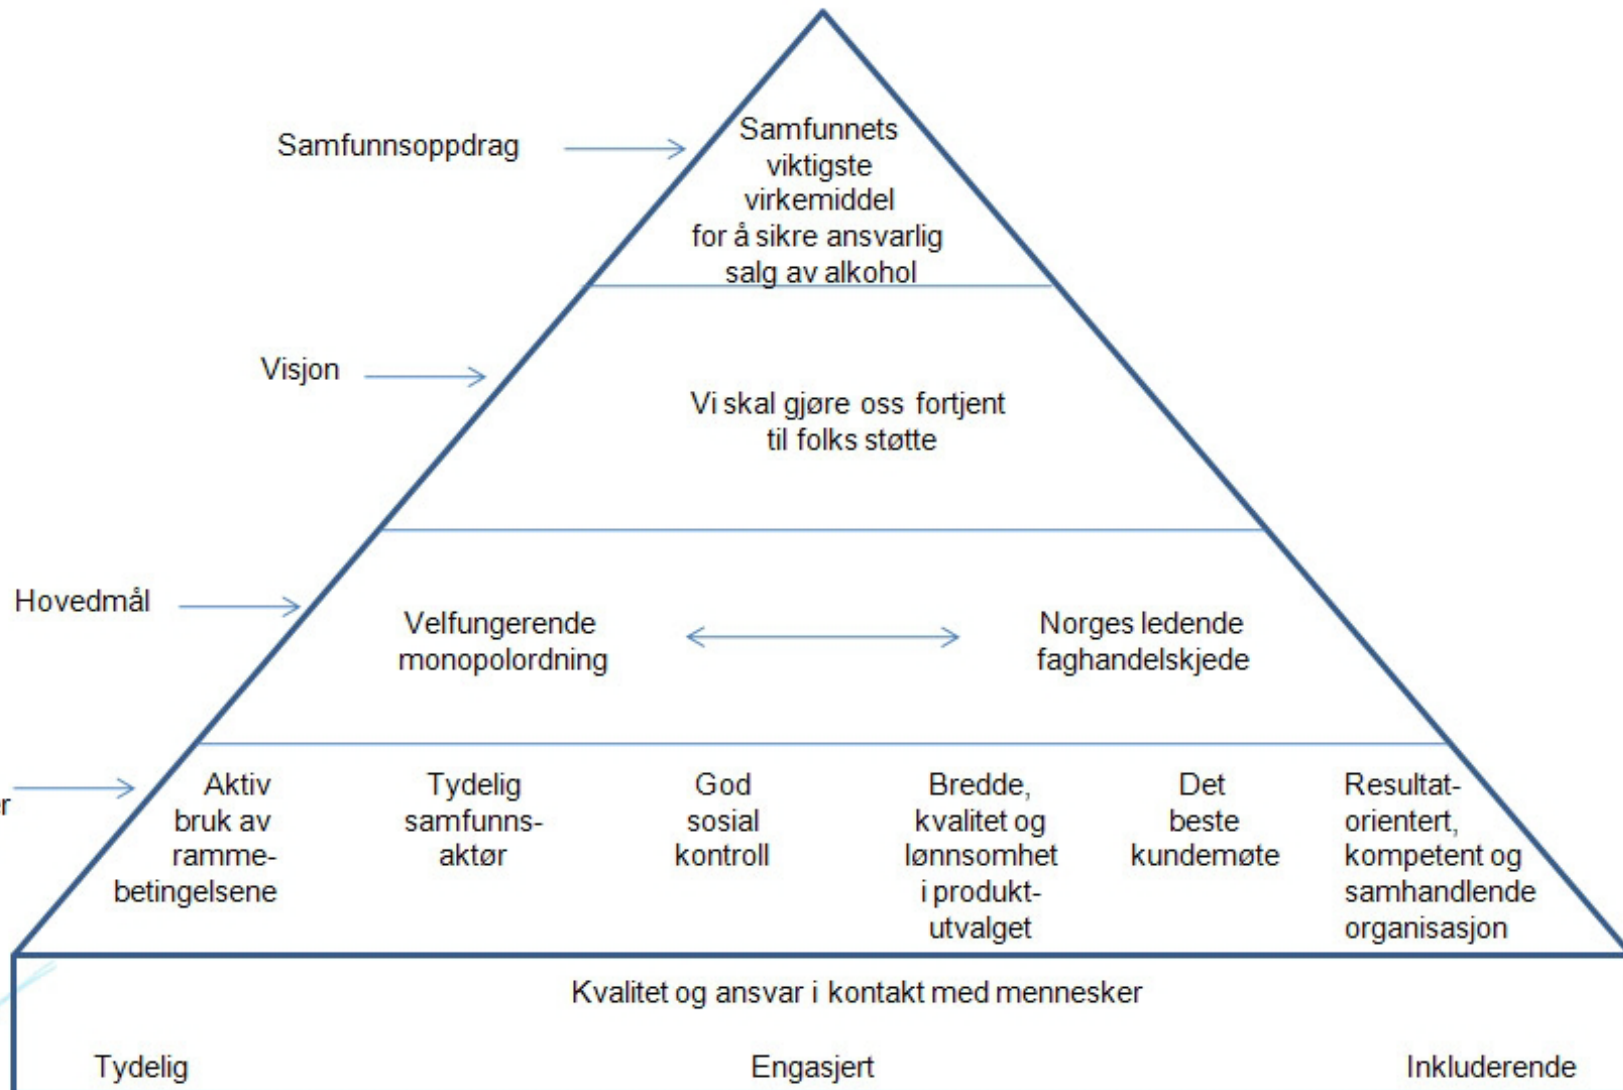 Samfunnsoppdrag
Samfunnets
viktigste
virkemiddel
for å sikre ansvarlig
salg av alkohol
Visjon
Vi skal gjøre oss fortjent
til folks støtte
Hovedmål
Velfungerende
monopolordning
Norges ledende
faghandelskjede
er
Aktiv
bruk av
ramme-
betingelsene
Tydelig
samfunns-
aktør
God
sosial
kontroll
Bredde,
kvalitet og
lønnsomhet
i produkt-
utvalget
Det
beste
kundemøte
Resultat-
orientert,
kompetent og
samhandlende
organisasjon
Kvalitet og ansvar i kontakt med mennesker
Tydelig
Engasjert
Inkluderende